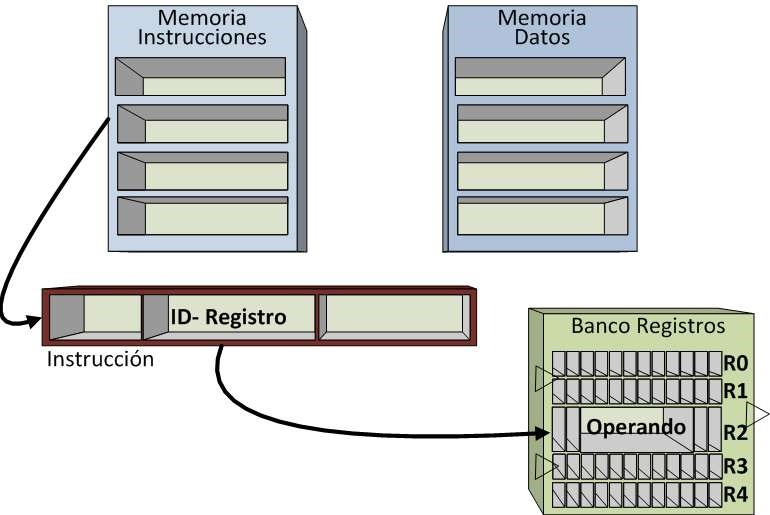 Memoria
Instrucciones
Memoria
Datos
ID- Registro
Instrucción
Banco Registros
R0
R1
Operando
R2
R3
R4